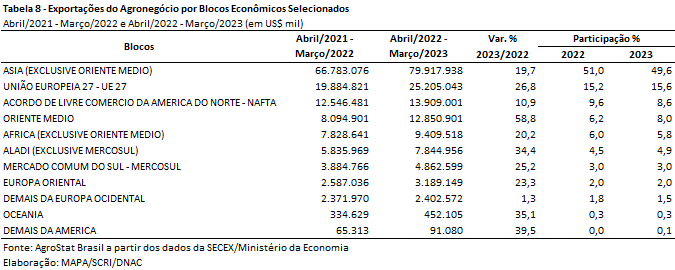 Tabela 8 - Exportações do Agronegócio por Blocos Econômicos Selecionados
Abril/2021 - Março/2022 e Abril/2022 - Março/2023 (em US$ mil)
Blocos Abril/2021 - Março/2022 Abril/2022 - Março/2023 Var. % 2023/2022 Participação % 2022 2023
ASIA (EXCLUSIVE ORIENTE MEDIO) 66.783.076 79.917.938 19,7 51,0 49,6
UNIÃO EUROPEIA 27 - UE 27 19.884.821 25.205.043 26,8 15,2 15,6
ACORDO DE LIVRE COMERCIO DA AMERICA DO NORTE - NAFTA 12.546.481 13.909.001 10,9 9,6 8,6
ORIENTE MEDIO 8.094.901 12.850.901 58,8 6,2 8,0
AFRICA (EXCLUSIVE ORIENTE MEDIO) 7.828.641 9.409.518 20,2 6,0 5,8
ALADI (EXCLUSIVE MERCOSUL) 5.835.969 7.844.956 34,4 4,5 4,9
MERCADO COMUM DO SUL - MERCOSUL 3.884.766 4.862.599 25,2 3,0 3,0
EUROPA ORIENTAL 2.587.036 3.189.149 23,3 2,0 2,0
DEMAIS DA EUROPA OCIDENTAL 2.371.970 2.402.572 1,3 1,8 1,5
OCEANIA 334.629 452.105 35,1 0,3 0,3
DEMAIS DA AMERICA 65.313 91.080 39,5 0,0 0,1
Fonte: AgroStat Brasil a partir dos dados da SECEX/Ministério da Economia
Elaboração: MAPA/SCRI/DNAC